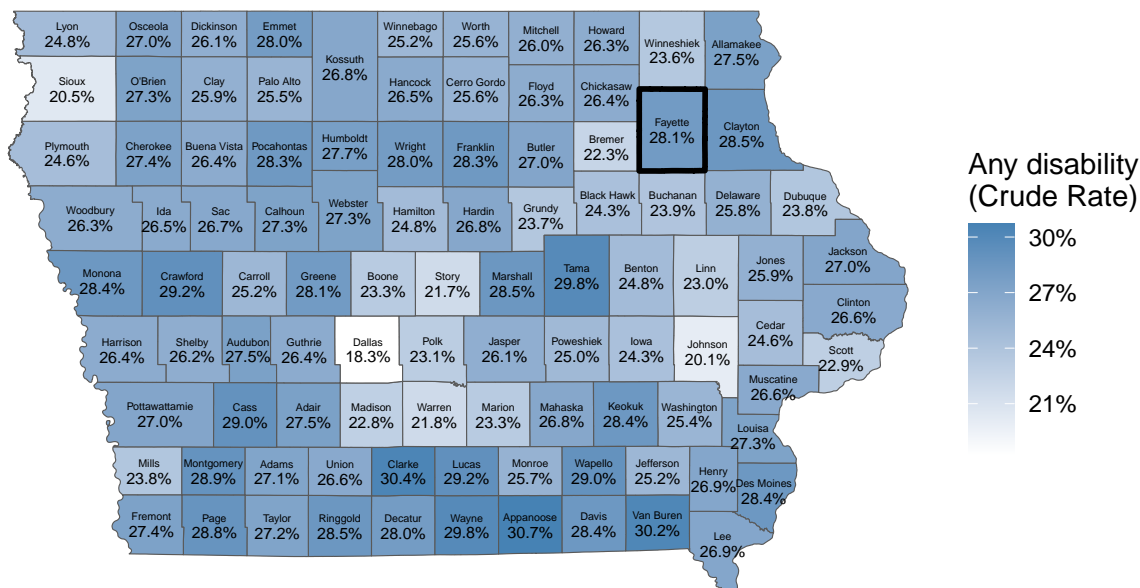 Lyon
24.8%
Osceola
27.0%
Dickinson
26.1%
Emmet
28.0%
Kossuth
26.8%
Winnebago
25.2%
Worth
25.6%
Mitchell
26.0%
Howard
26.3%
Winneshiek
23.6%
Allamakee
27.5%
Sioux
20.5%
O'Brien
27.3%
Clay
25.9%
Palo Alto
25.5%
Hancock
26.5%
Cerro Gordo
25.6%
Floyd
26.3%
Chickasaw
26.4%
Fayette
28.1%
Clayton
28.5%
Plymouth
24.6%
Cherokee
27.4%
Buena Vista
26.4%
Pocahontas
28.3%
Humboldt
27.7%
Wright
28.0%
Franklin
28.3%
Butler
27.0%
Bremer
22.3%
Woodbury
26.3%
Ida
26.5%
Sac
26.7%
Calhoun
27.3%
Webster
27.3%
Hamilton
24.8%
Hardin
26.8%
Grundy
23.7%
Black Hawk
24.3%
Buchanan
23.9%
Delaware
25.8%
Dubuque
23.8%
Monona
28.4%
Crawford
29.2%
Carroll
25.2%
Greene
28.1%
Boone
23.3%
Story
21.7%
Marshall
28.5%
Tama
29.8%
Benton
24.8%
Linn
23.0%
Jones
25.9%
Jackson
27.0%
Clinton
26.6%
Harrison
26.4%
Shelby
26.2%
Audubon
27.5%
Guthrie
26.4%
Dallas
18.3%
Polk
23.1%
Jasper
26.1%
Poweshiek
25.0%
Iowa
24.3%
Johnson
20.1%
Cedar
24.6%
Scott
22.9%
Muscatine
26.6%
Pottawattamie
27.0%
Cass
29.0%
Adair
27.5%
Madison
22.8%
Warren
21.8%
Marion
23.3%
Mahaska
26.8%
Keokuk
28.4%
Washington
25.4%
Louisa
27.3%
Mills
23.8%
Montgomery
28.9%
Adams
27.1%
Union
26.6%
Clarke
30.4%
Lucas
29.2%
Monroe
25.7%
Wapello
29.0%
Jefferson
25.2%
Henry
26.9%
Des Moines
28.4%
Fremont
27.4%
Page
28.8%
Taylor
27.2%
Ringgold
28.5%
Decatur
28.0%
Wayne
29.8%
Appanoose
30.7%
Davis
28.4%
Van Buren
30.2%
Lee
26.9%
Any disability
(Crude Rate)
30%
27%
24%
21%